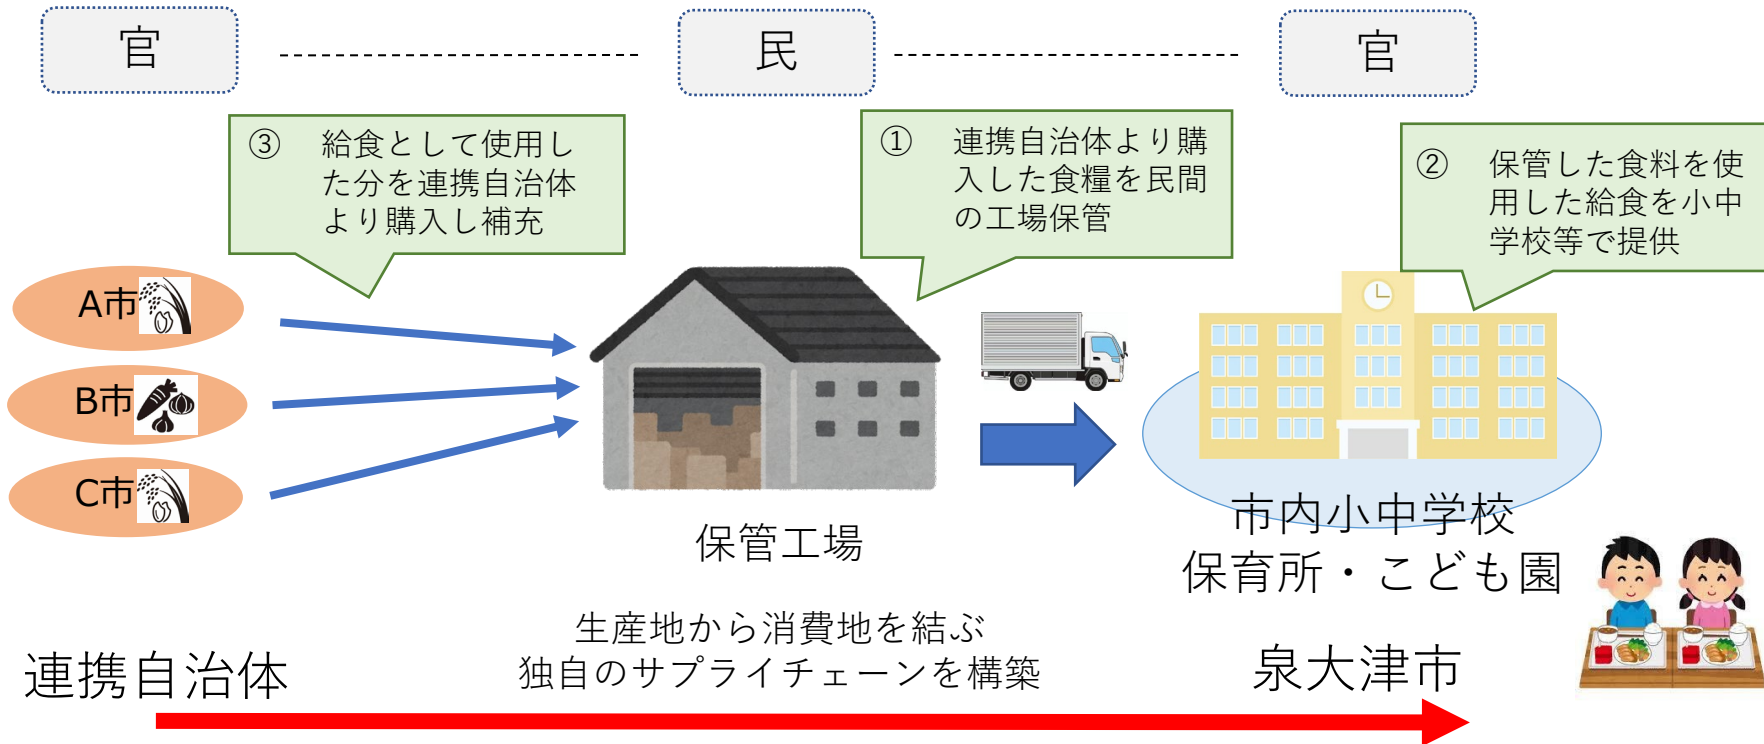 官
民
官
③ 給食として使用し
た分を連携自治体
より購入し補充
① 連携自治体より購
入した食糧を民間
の工場保管
② 保管した食料を使
用した給食を小中
学校等で提供
A市
B市
C市
保管工場
市内小中学校
保育所・こども園
生産地から消費地を結ぶ
独自のサプライチェーンを構築
連携自治体
泉大津市